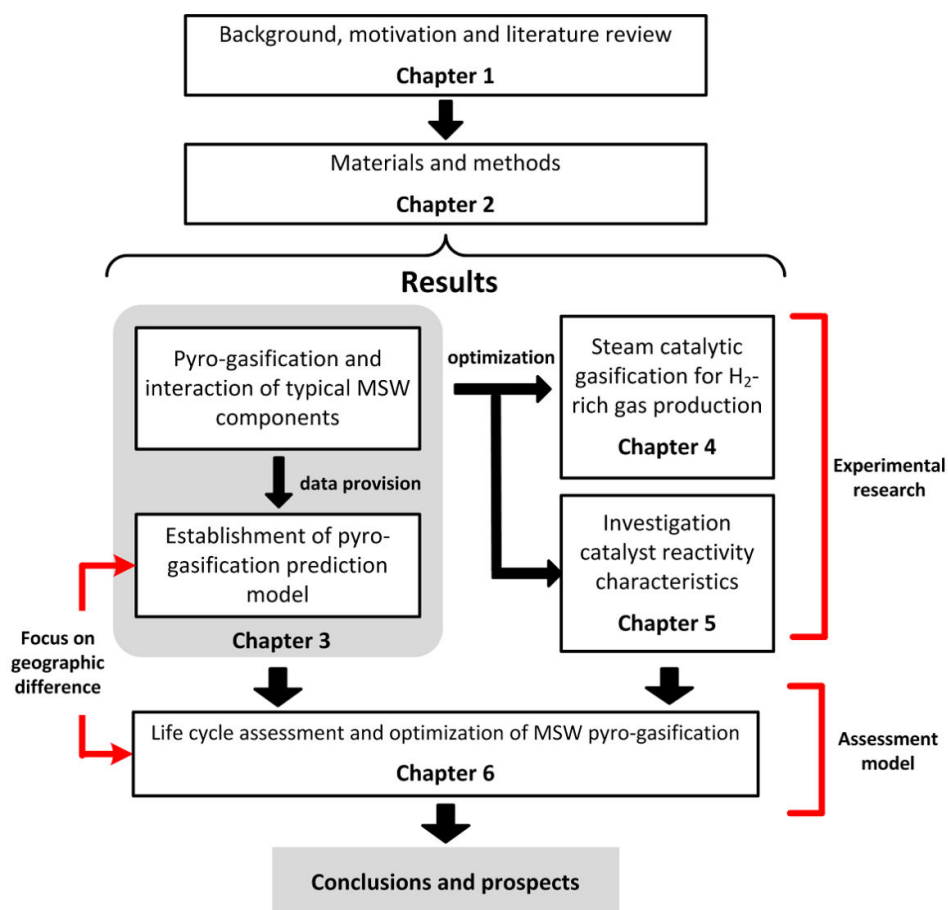 Background, motivation and literature review
Chapter 1
Materials and methods
Chapter 2
Results
Pyro-gasification and
interaction of typical MSW
components
data provision
Establishment of pyro-
gasification prediction
model
Chapter 3
optimization
Steam catalytic
gasification for H₂-
rich gas production
Chapter 4
Investigation
catalyst reactivity
characteristics
Chapter 5
Experimental
research
Focus on
geographic
difference
Life cycle assessment and optimization of MSW pyro-gasification
Chapter 6
Assessment
model
Conclusions and prospects